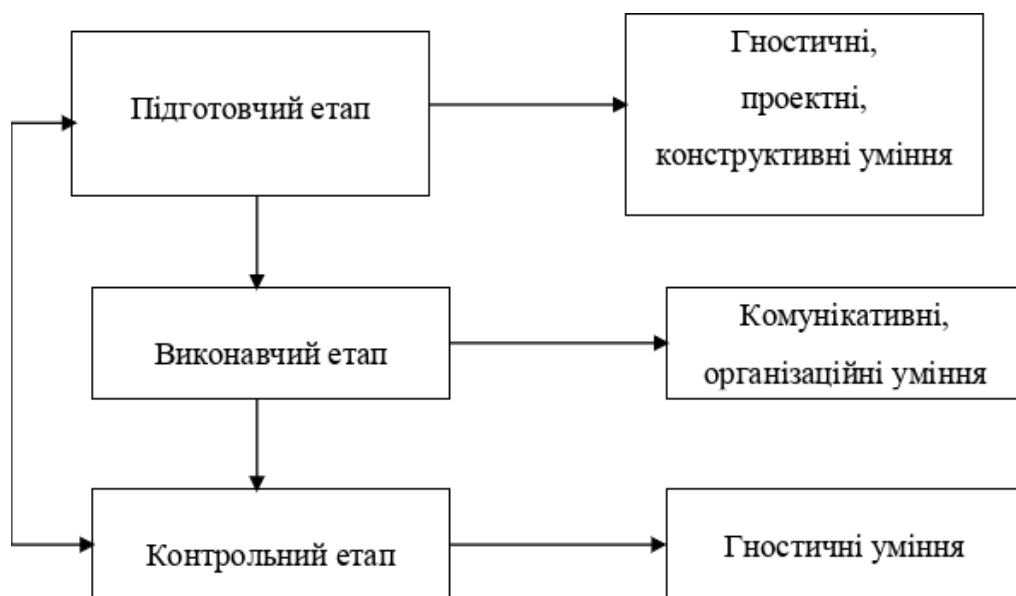 Підготовчий етап
Гностичні,
проектні,
конструктивні уміння
Виконавчий етап
Комунікативні,
організаційні уміння
Контрольний етап
Гностичні уміння